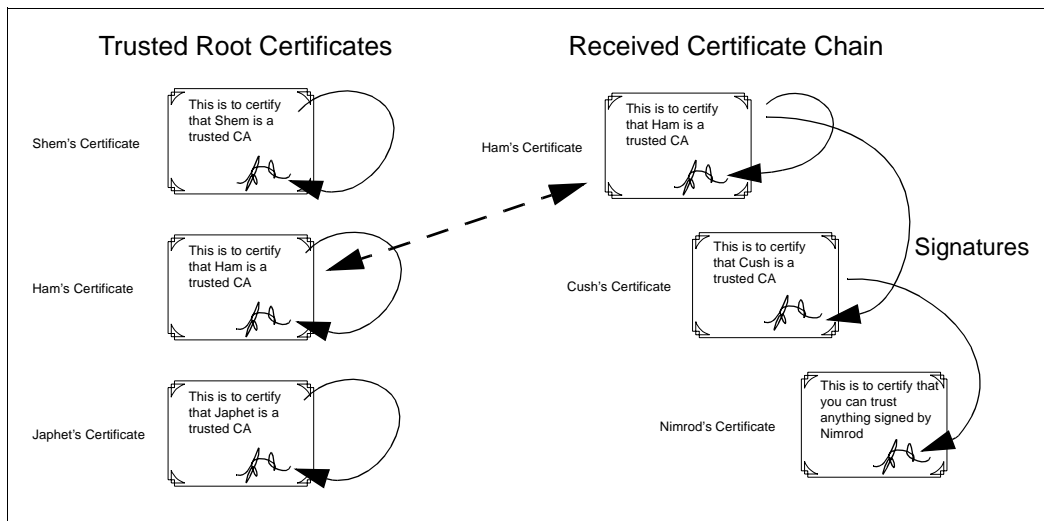 Trusted Root Certificates
Shem's Certificate
This is to certify
that Shem is a
trusted CA
Ham's Certificate
This is to certify
that Ham is a
trusted CA
Japhet's Certificate
This is to certify
that Japhet is a
trusted CA
Received Certificate Chain
Ham's Certificate
This is to certify
that Ham is a
trusted CA
Signatures
Cush's Certificate
This is to certify
that Cush is a
trusted CA
Nimrod's Certificate
This is to certify that
you can trust
anything signed by
Nimrod